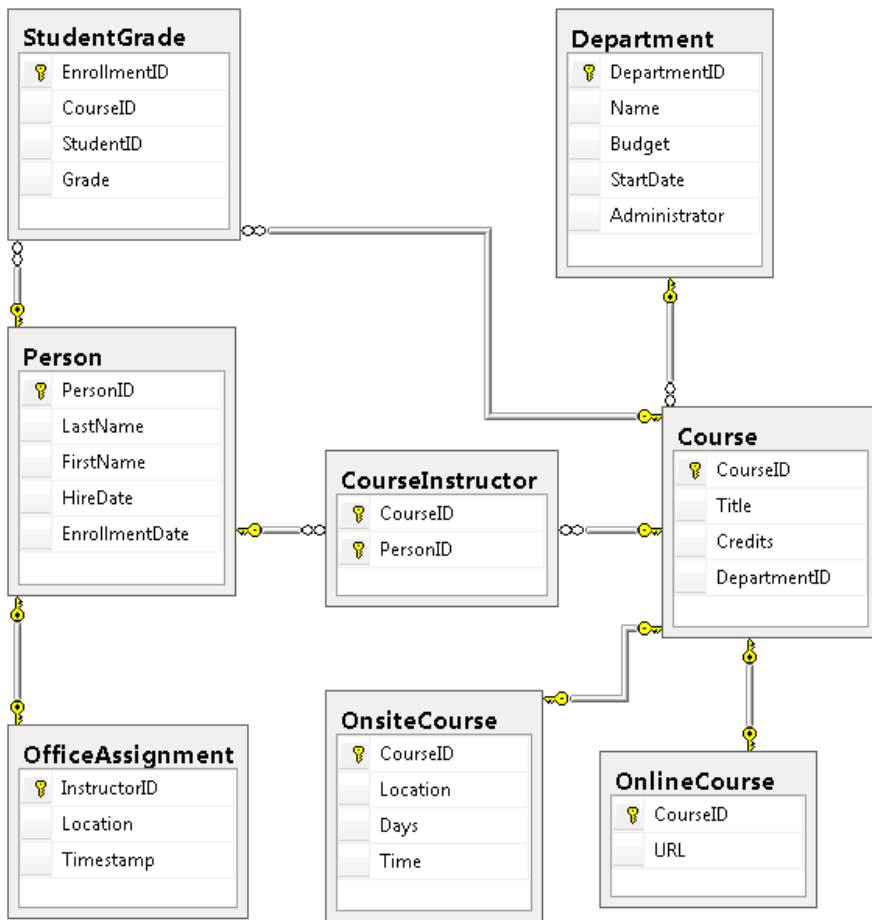 StudentGrade
EnrollmentID
CourseID
StudentID
Grade
Department
DepartmentID
Name
Budget
StartDate
Administrator
Person
PersonID
LastName
FirstName
HireDate
EnrollmentDate
CourseInstructor
CourseID
PersonID
Course
CourseID
Title
Credits
DepartmentID
OfficeAssignment
InstructorID
Location
Timestamp
OnsiteCourse
CourseID
Location
Days
Time
OnlineCourse
CourseID
URL